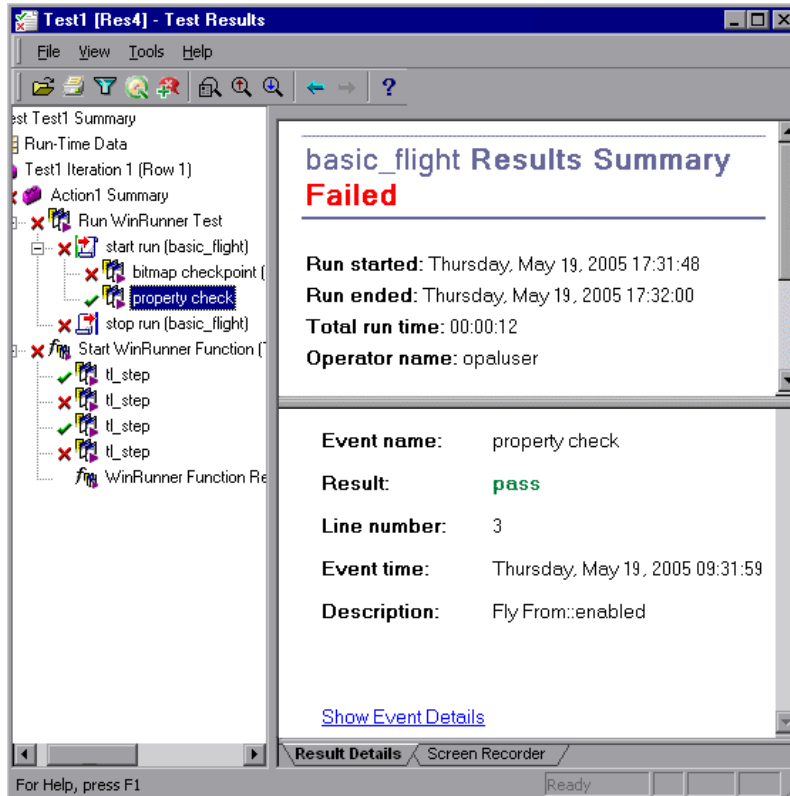 Test1 [Res4] - Test Results
File View Tools Help
?
est Test1 Summary
Run-Time Data
Test1 Iteration 1 (Row 1)
Action1 Summary
Run WinRunner Test
start run (basic_flight)
bitmap checkpoint (
property check
stop run (basic_flight)
Start WinRunner Function (T
tl_step
tl_step
tl_step
tl_step
WinRunner Function Re
basic_flight Results Summary
Failed
Run started: Thursday, May 19, 2005 17:31:48
Run ended: Thursday, May 19, 2005 17:32:00
Total run time: 00:00:12
Operator name: opaluser
Event name: property check
Result: pass
Line number: 3
Event time: Thursday, May 19, 2005 09:31:59
Description: Fly From::enabled
Show Event Details
Result Details Screen Recorder
For Help, press F1 Ready